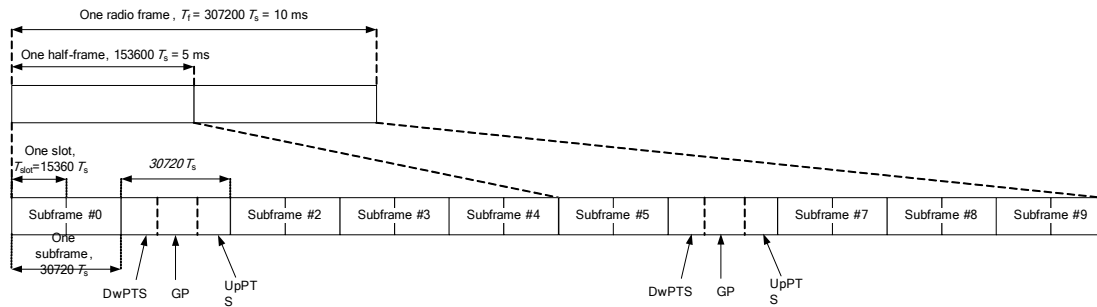 One radio frame, Tf = 307200 Ts = 10 ms
One half-frame, 153600 Ts = 5 ms
One slot,
Tslot=15360 Ts
30720 Ts
Subframe #0
Subframe #2
Subframe #3
Subframe #4
Subframe #5
Subframe #7
Subframe #8
Subframe #9
One
subframe,
30720 Ts
DwPTS
GP
UpPT
S
DwPTS
GP
UpPT
S